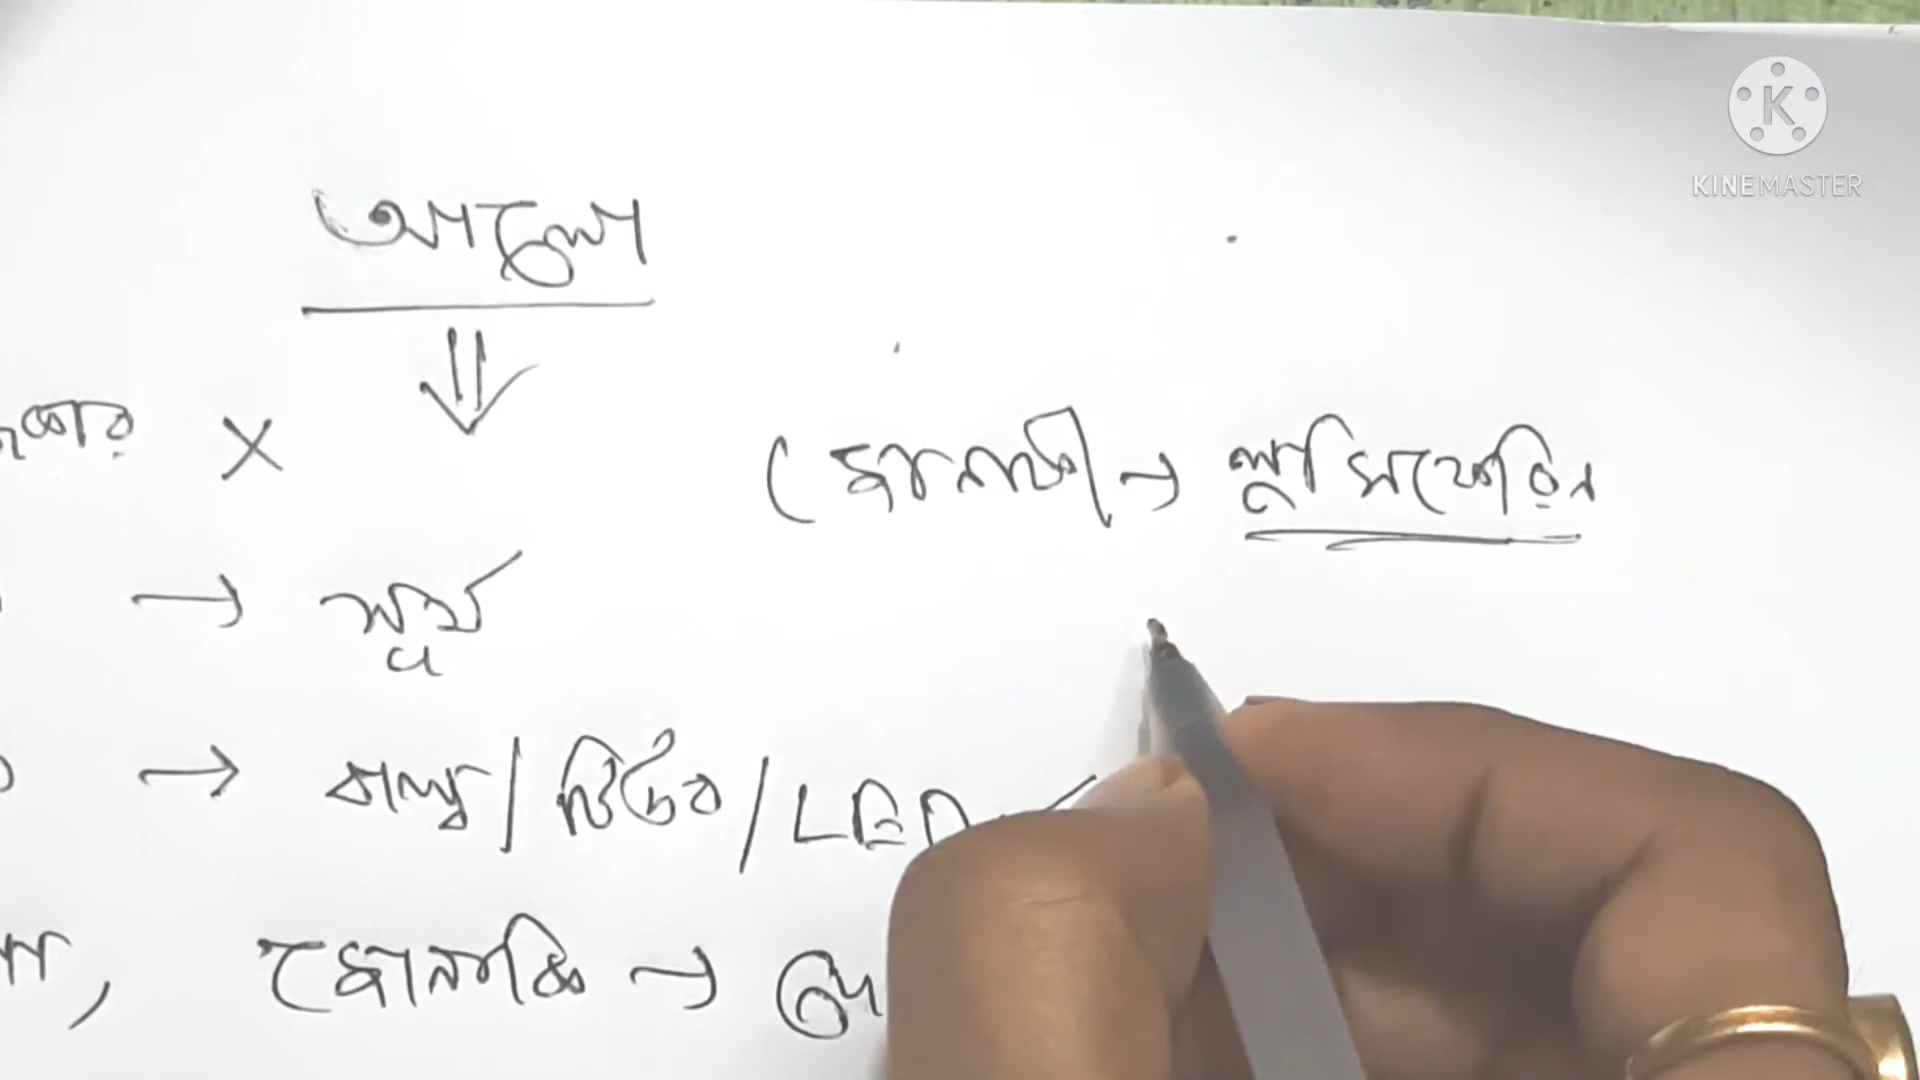 আলো
×
জোনাকী → লুসিফেরিন
→ সূর্য
→ বাল্ব / টিউব / LED
, জোনাকি →
K
KINEMASTER